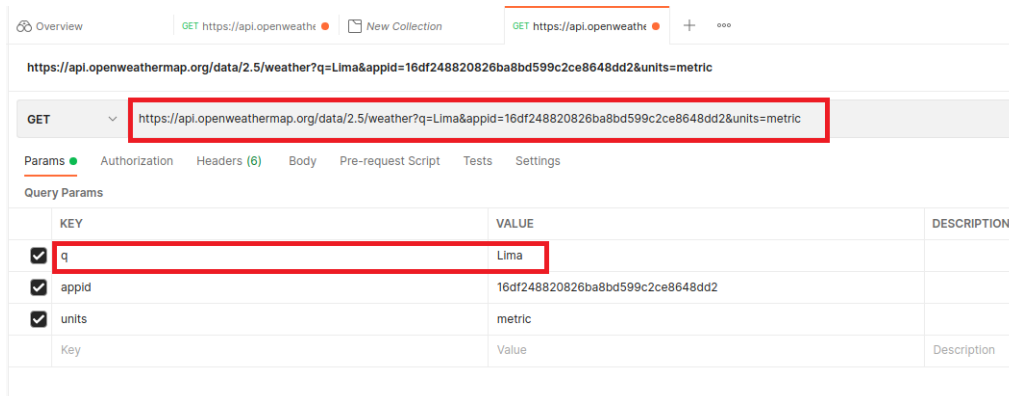 Overview GET https://api.openweathe New Collection GET https://api.openweathe + ooo
https://api.openweathermap.org/data/2.5/weather?q=Lima&appid=16df248820826ba8bd599c2ce8648dd2&units=metric
GET https://api.openweathermap.org/data/2.5/weather?q=Lima&appid=16df248820826ba8bd599c2ce8648dd2&units=metric
Params Authorization Headers (6) Body Pre-request Script Tests Settings
Query Params
KEY VALUE DESCRIPTION
q Lima
appid 16df248820826ba8bd599c2ce8648dd2
units metric
Key Value Description